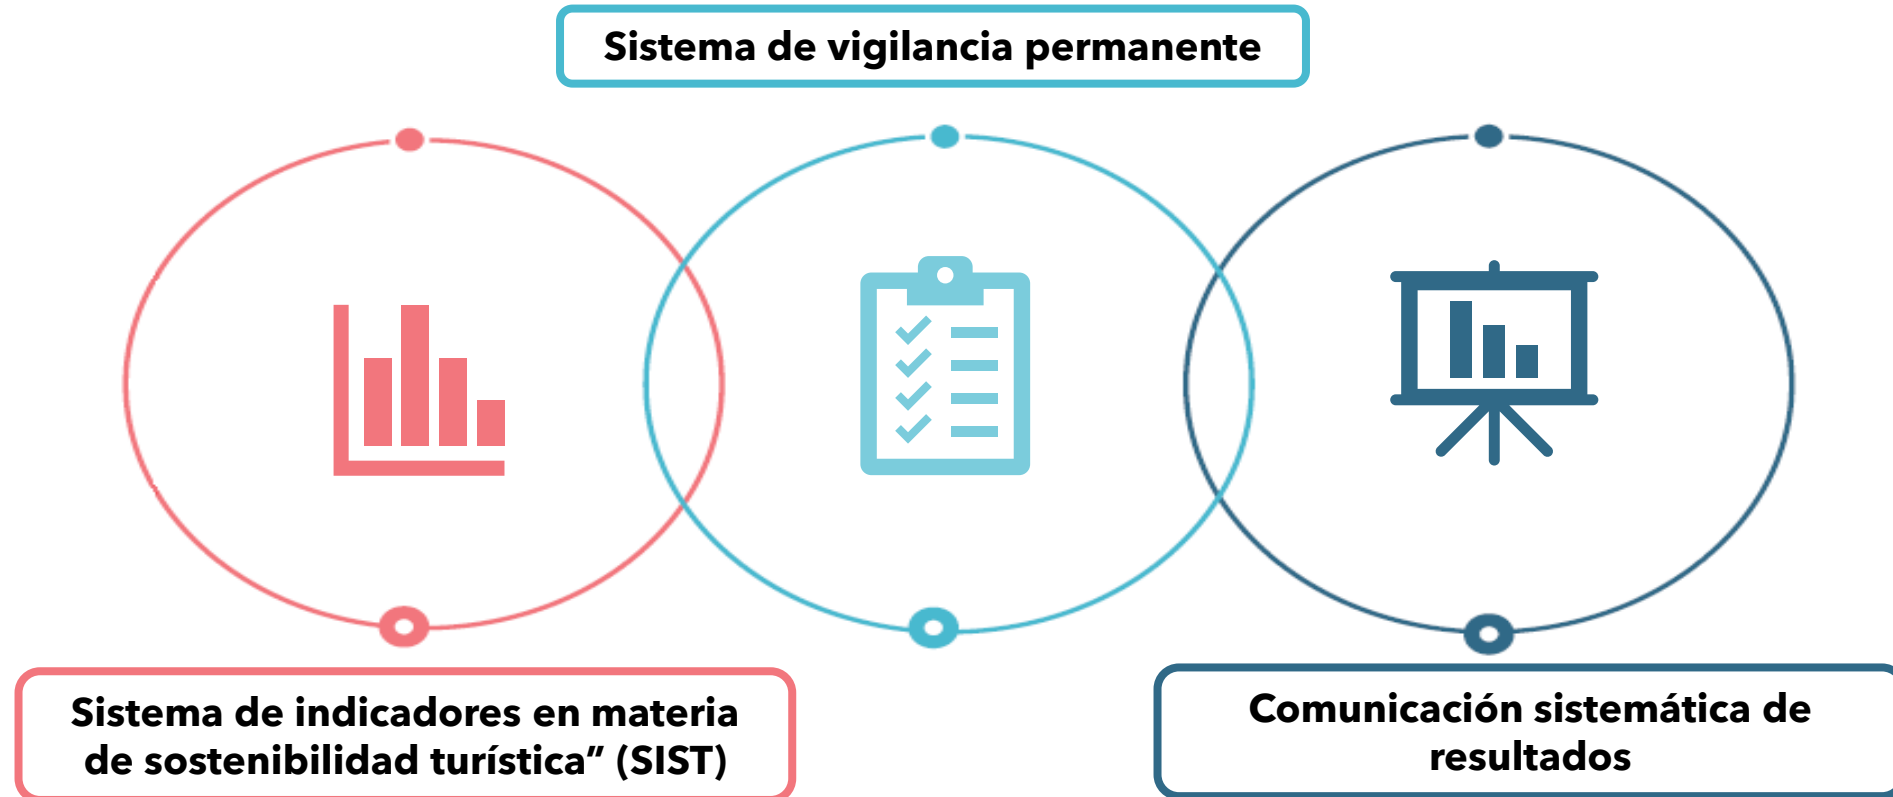 Sistema de vigilancia permanente
Sistema de indicadores en materia
de sostenibilidad turística” (SIST)
Comunicación sistemática de
resultados